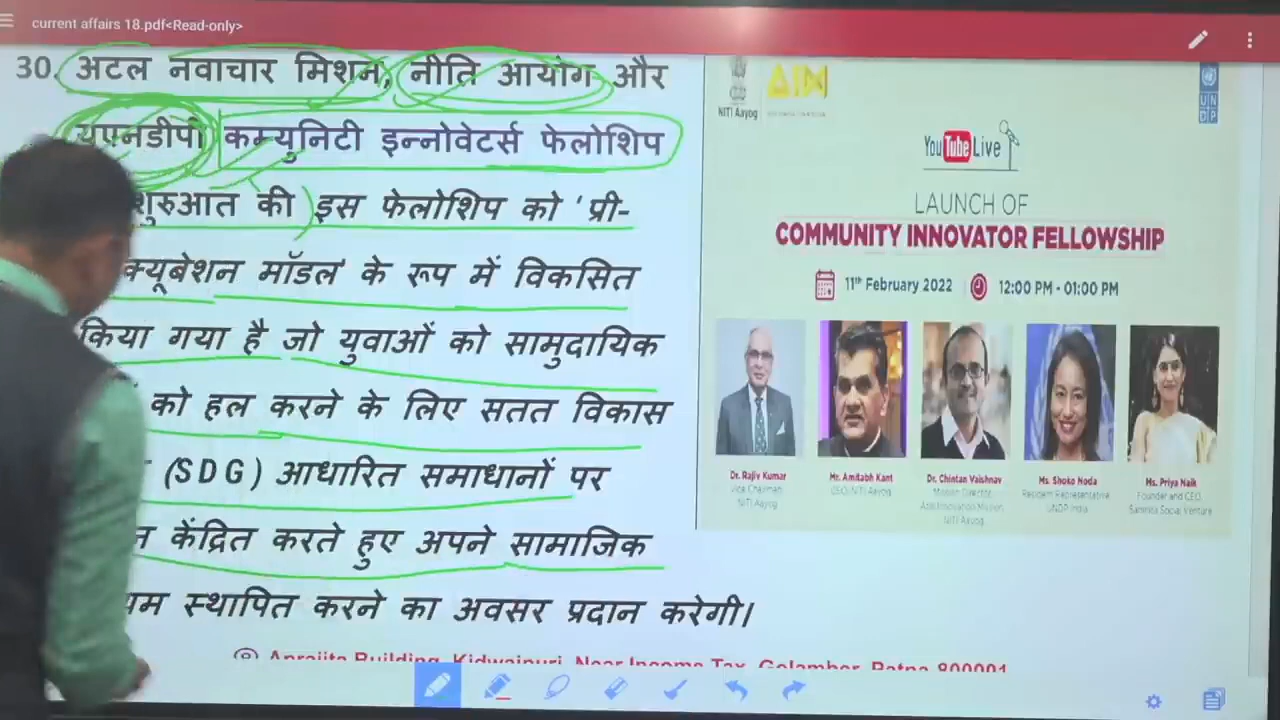 current affairs 18.pdf<Read-only>
30. अटल नवाचार मिशन, नीति आयोग और
यूएनडीपी कम्युनिटी इन्नोवेटर्स फेलोशिप
शुरुआत की इस फेलोशिप को 'प्री-
क्यूबेशन मॉडल' के रूप में विकसित
किया गया है जो युवाओं को सामुदायिक
को हल करने के लिए सतत विकास
(SDG) आधारित समाधानों पर
केंद्रित करते हुए अपने सामाजिक
स्थापित करने का अवसर प्रदान करेगी।
Aprajita Building, Kidwaipuri, Near Income Tax, Golamber, Patna 800001
NITI Aayog
AIM
UN
DP
YouTube Live
LAUNCH OF
COMMUNITY INNOVATOR FELLOWSHIP
11th February 2022
12:00 PM - 01:00 PM
Dr. Rajiv Kumar
Vice Chairman
NITI Aayog
Mr. Amitabh Kant
CEO, NITI Aayog
Dr. Chintan Vaishnav
Mission Director
Atal Innovation Mission
NITI Aayog
Ms. Shoko Noda
Resident Representative
UNDP India
Ms. Priya Naik
Founder and CEO,
Samhita Social Venture